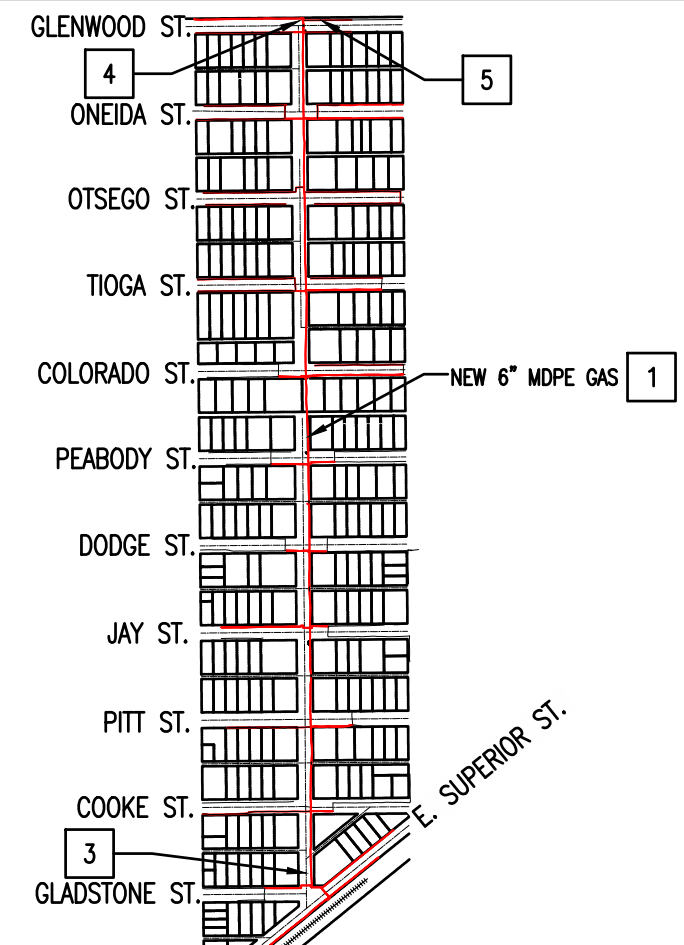 GLENWOOD ST.
4
5
ONEIDA ST.
OTSEGO ST.
TIOGA ST.
COLORADO ST.
NEW 6" MDPE GAS 1
PEABODY ST.
DODGE ST.
JAY ST.
PITT ST.
E. SUPERIOR ST.
COOKE ST.
3
GLADSTONE ST.